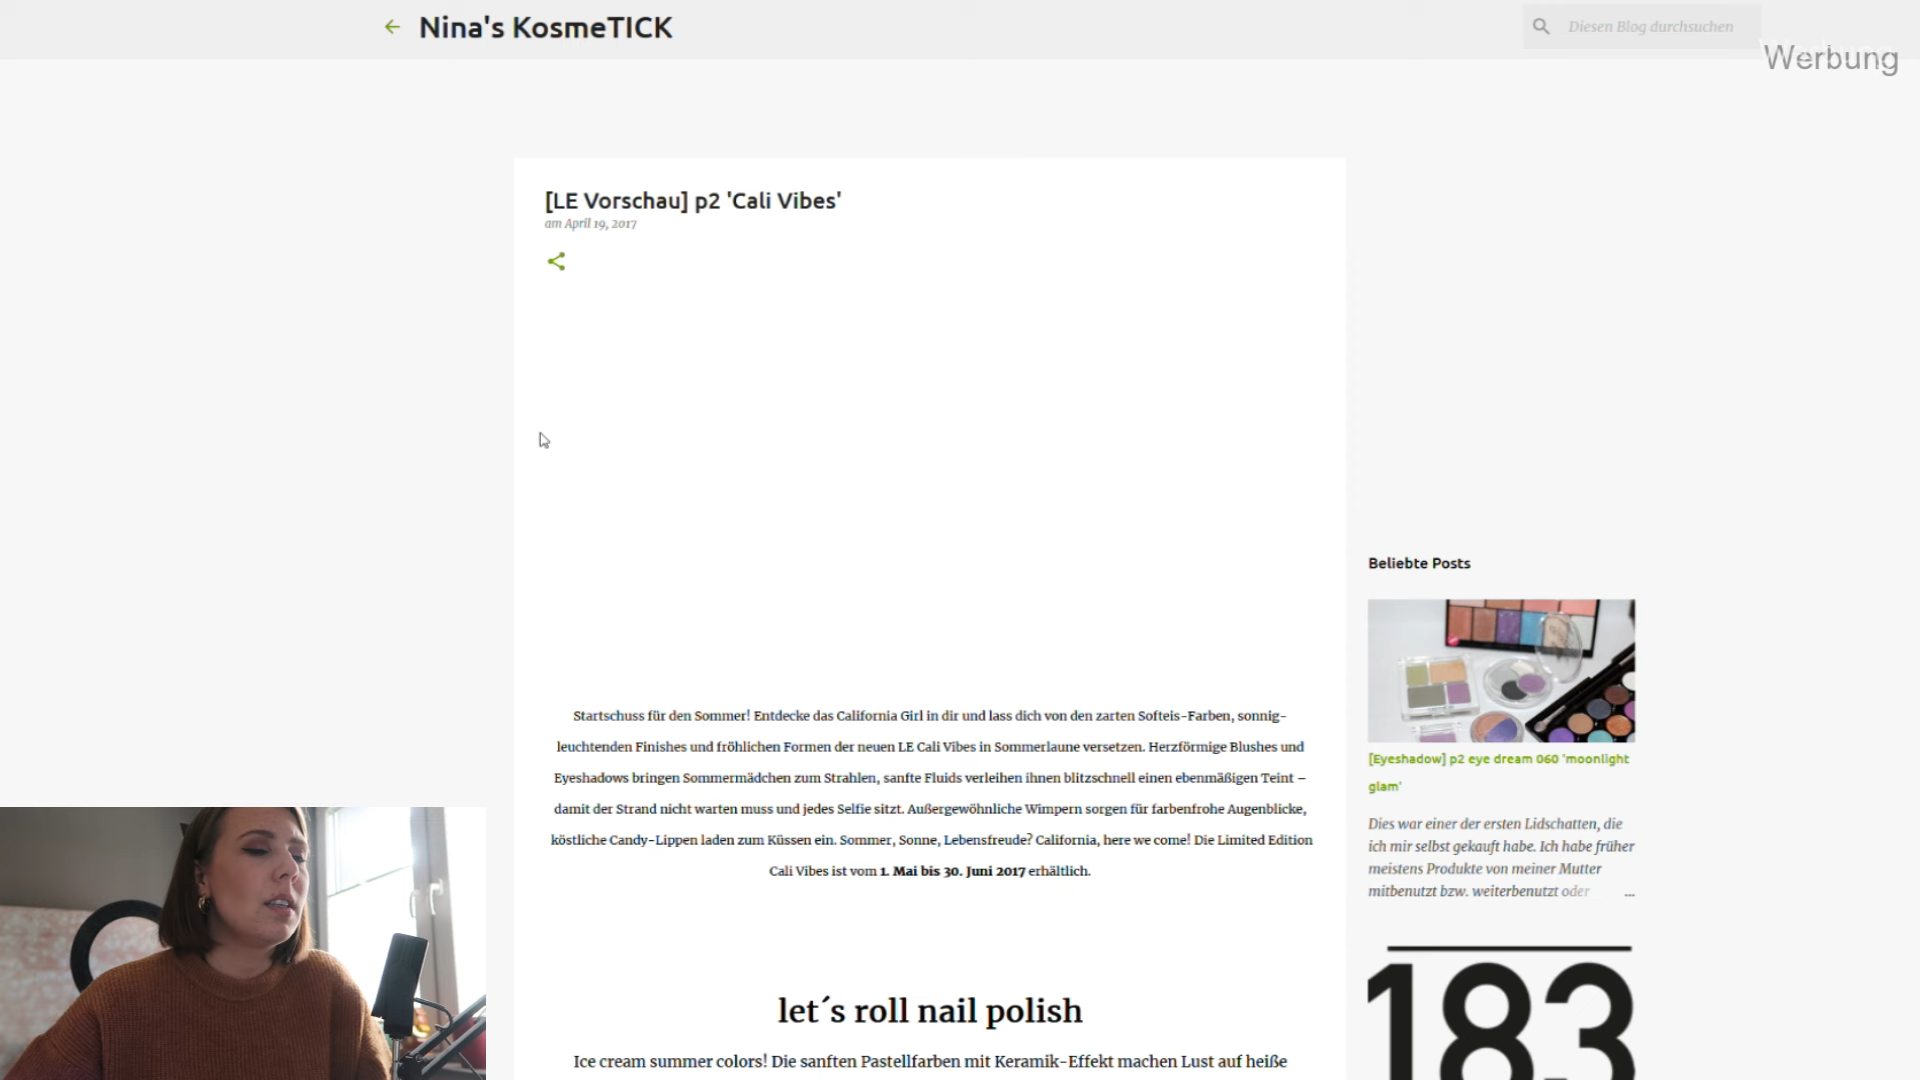 Nina's KosmeTICK
Diesen Blog durchsuchen
Werbung
[LE Vorschau] p2 'Cali Vibes'
am April 19, 2017
Startschuss für den Sommer! Entdecke das California Girl in dir und lass dich von den zarten Softeis-Farben, sonnig-
leuchtenden Finishes und fröhlichen Formen der neuen LE Cali Vibes in Sommerlaune versetzen. Herzförmige Blushes und
Eyeshadows bringen Sommermädchen zum Strahlen, sanfte Fluids verleihen ihnen blitzschnell einen ebenmäßigen Teint –
damit der Strand nicht warten muss und jedes Selfie sitzt. Außergewöhnliche Wimpern sorgen für farbenfrohe Augenblicke,
köstliche Candy-Lippen laden zum Küssen ein. Sommer, Sonne, Lebensfreude? California, here we come! Die Limited Edition
Cali Vibes ist vom 1. Mai bis 30. Juni 2017 erhältlich.
let´s roll nail polish
Ice cream summer colors! Die sanften Pastellfarben mit Keramik-Effekt machen Lust auf heiße
Beliebte Posts
[Eyeshadow] p2 eye dream 060 'moonlight
glam'
Dies war einer der ersten Lidschatten, die
ich mir selbst gekauft habe. Ich habe früher
meistens Produkte von meiner Mutter
mitbenutzt bzw. weiterbenutzt oder ...
183